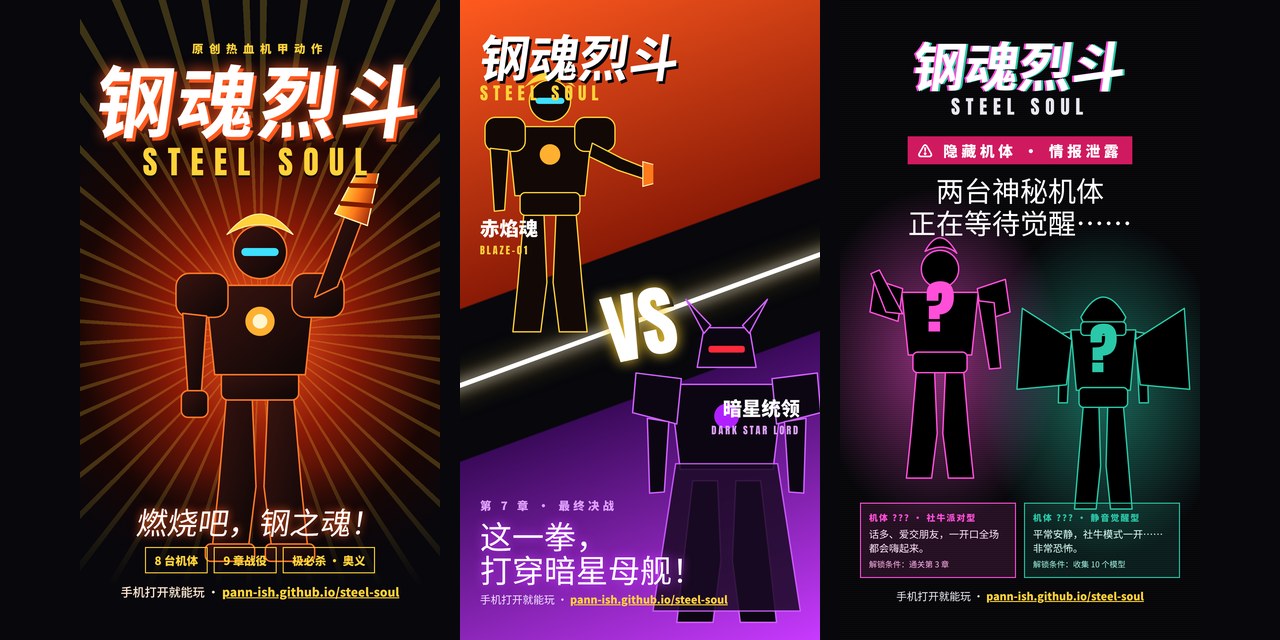 原创热血机甲动作
钢魂烈斗
STEEL SOUL
燃烧吧，钢之魂！
8 台机体
9 章战役
极必杀 · 奥义
手机打开就能玩 · pann-ish.github.io/steel-soul
钢魂烈斗
STEEL SOUL
赤焰魂
BLAZE-01
VS
暗星统领
DARK STAR LORD
第 7 章 · 最终决战
这一拳，
打穿暗星母舰！
手机打开就能玩 · pann-ish.github.io/steel-soul
钢魂烈斗
STEEL SOUL
隐藏机体 · 情报泄露
两台神秘机体
正在等待觉醒……
?
?
机体 ??? · 社牛派对型
话多、爱交朋友，一开口全场
都会嗨起来。
解锁条件：通关第 3 章
机体 ??? · 静音觉醒型
平常安静，社牛模式一开……
非常恐怖。
解锁条件：收集 10 个模型
手机打开就能玩 · pann-ish.github.io/steel-soul